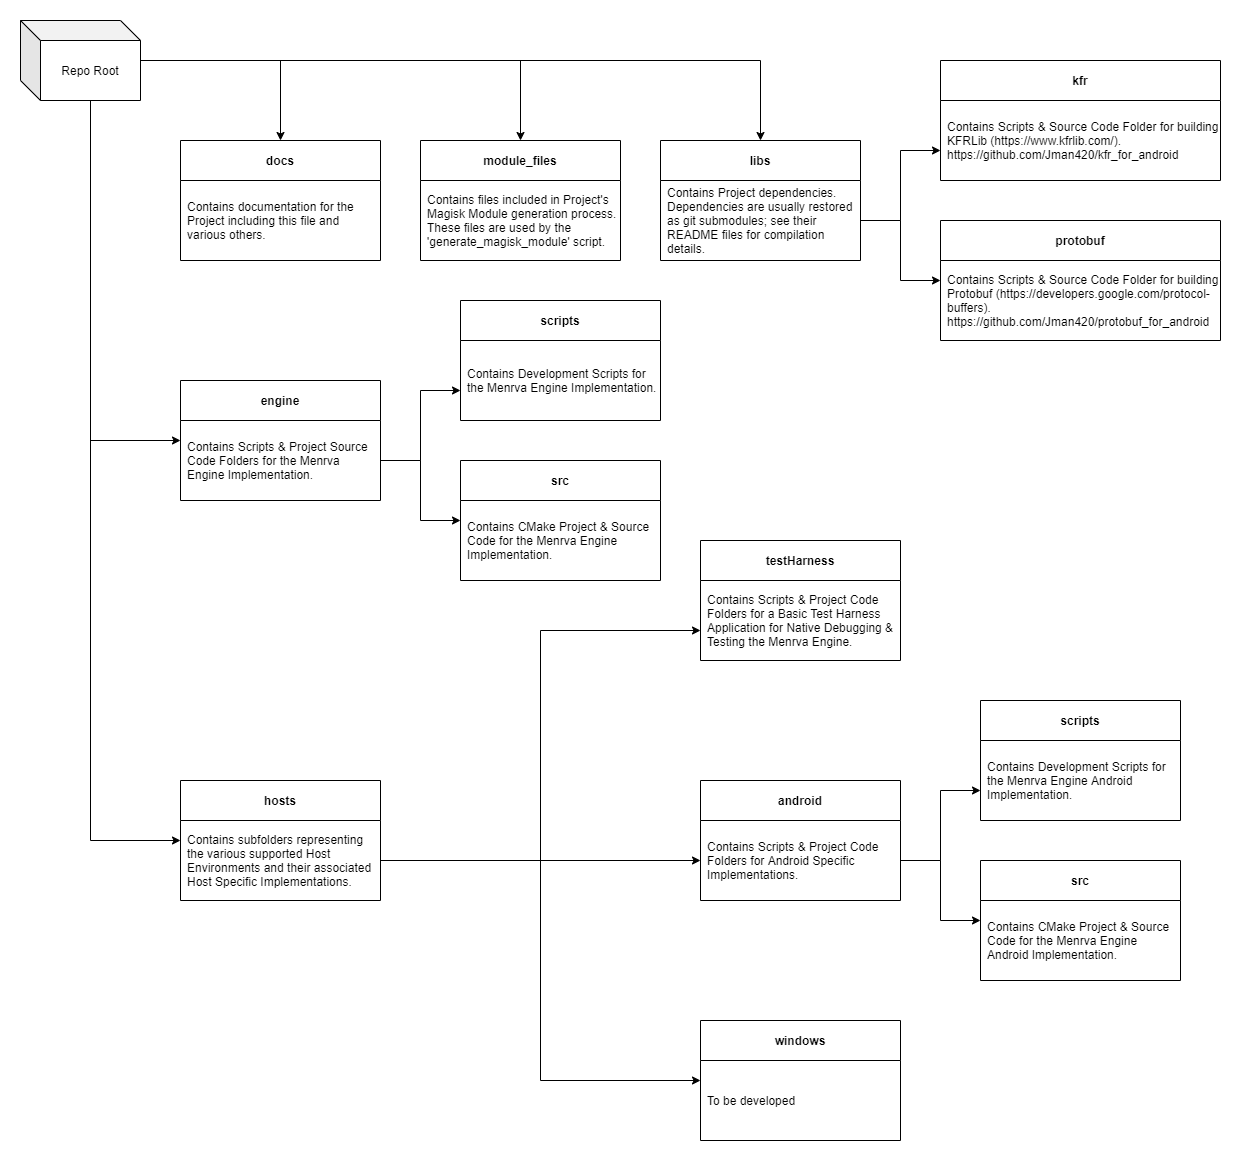 Repo Root
docs
Contains documentation for the
Project including this file and
various others.
module_files
Contains files included in Project's
Magisk Module generation process.
These files are used by the
'generate_magisk_module' script.
libs
Contains Project dependencies.
Dependencies are usually restored
as git submodules; see their
README files for compilation
details.
kfr
Contains Scripts & Source Code Folder for building
KFRLib (https://www.kfrlib.com/).
https://github.com/Jman420/kfr_for_android
protobuf
Contains Scripts & Source Code Folder for building
Protobuf (https://developers.google.com/protocol-
buffers).
https://github.com/Jman420/protobuf_for_android
engine
Contains Scripts & Project Source
Code Folders for the Menrva
Engine Implementation.
scripts
Contains Development Scripts for
the Menrva Engine Implementation.
src
Contains CMake Project & Source
Code for the Menrva Engine
Implementation.
hosts
Contains subfolders representing
the various supported Host
Environments and their associated
Host Specific Implementations.
testHarness
Contains Scripts & Project Code
Folders for a Basic Test Harness
Application for Native Debugging &
Testing the Menrva Engine.
android
Contains Scripts & Project Code
Folders for Android Specific
Implementations.
scripts
Contains Development Scripts for
the Menrva Engine Android
Implementation.
src
Contains CMake Project & Source
Code for the Menrva Engine
Android Implementation.
windows
To be developed